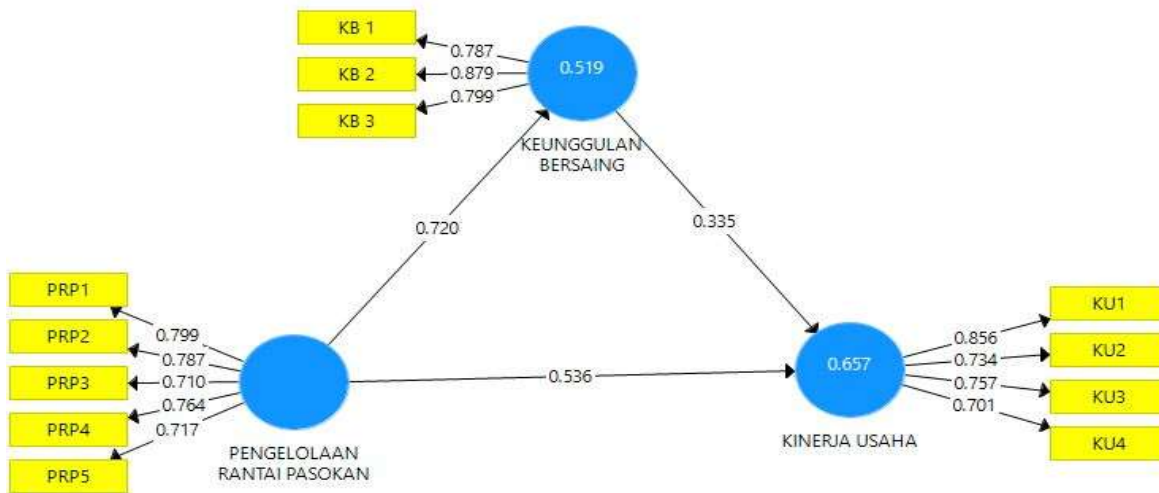 KB 1
KB 2
KB 3
0.787
0.879
0.799
0.519
KEUNGGULAN
BERSAING
0.720
0.335
PRP1
PRP2
PRP3
PRP4
PRP5
0.799
0.787
0.710
0.764
0.717
PENGELOLAAN
RANTAI PASOKAN
0.536
0.657
KINERJA USAHA
0.856
0.734
0.757
0.701
KU1
KU2
KU3
KU4